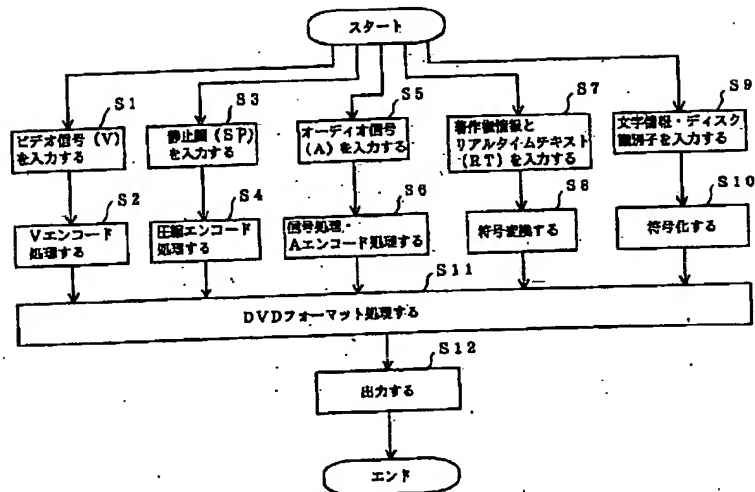 スタート
S1
S3
S5
S7
S9
ビデオ信号（V）
を入力する
静止画（SP）
を入力する
オーディオ信号
（A）を入力する
著作権情報と
リアルタイムテキスト
（RT）を入力する
文字情報・ディスク
識別子を入力する
S2
S4
S6
S8
S10
Vエンコード
処理する
圧縮エンコード
処理する
信号処理・
Aエンコード処理する
符号変換する
符号化する
S11
DVDフォーマット処理する
S12
出力する
エンド